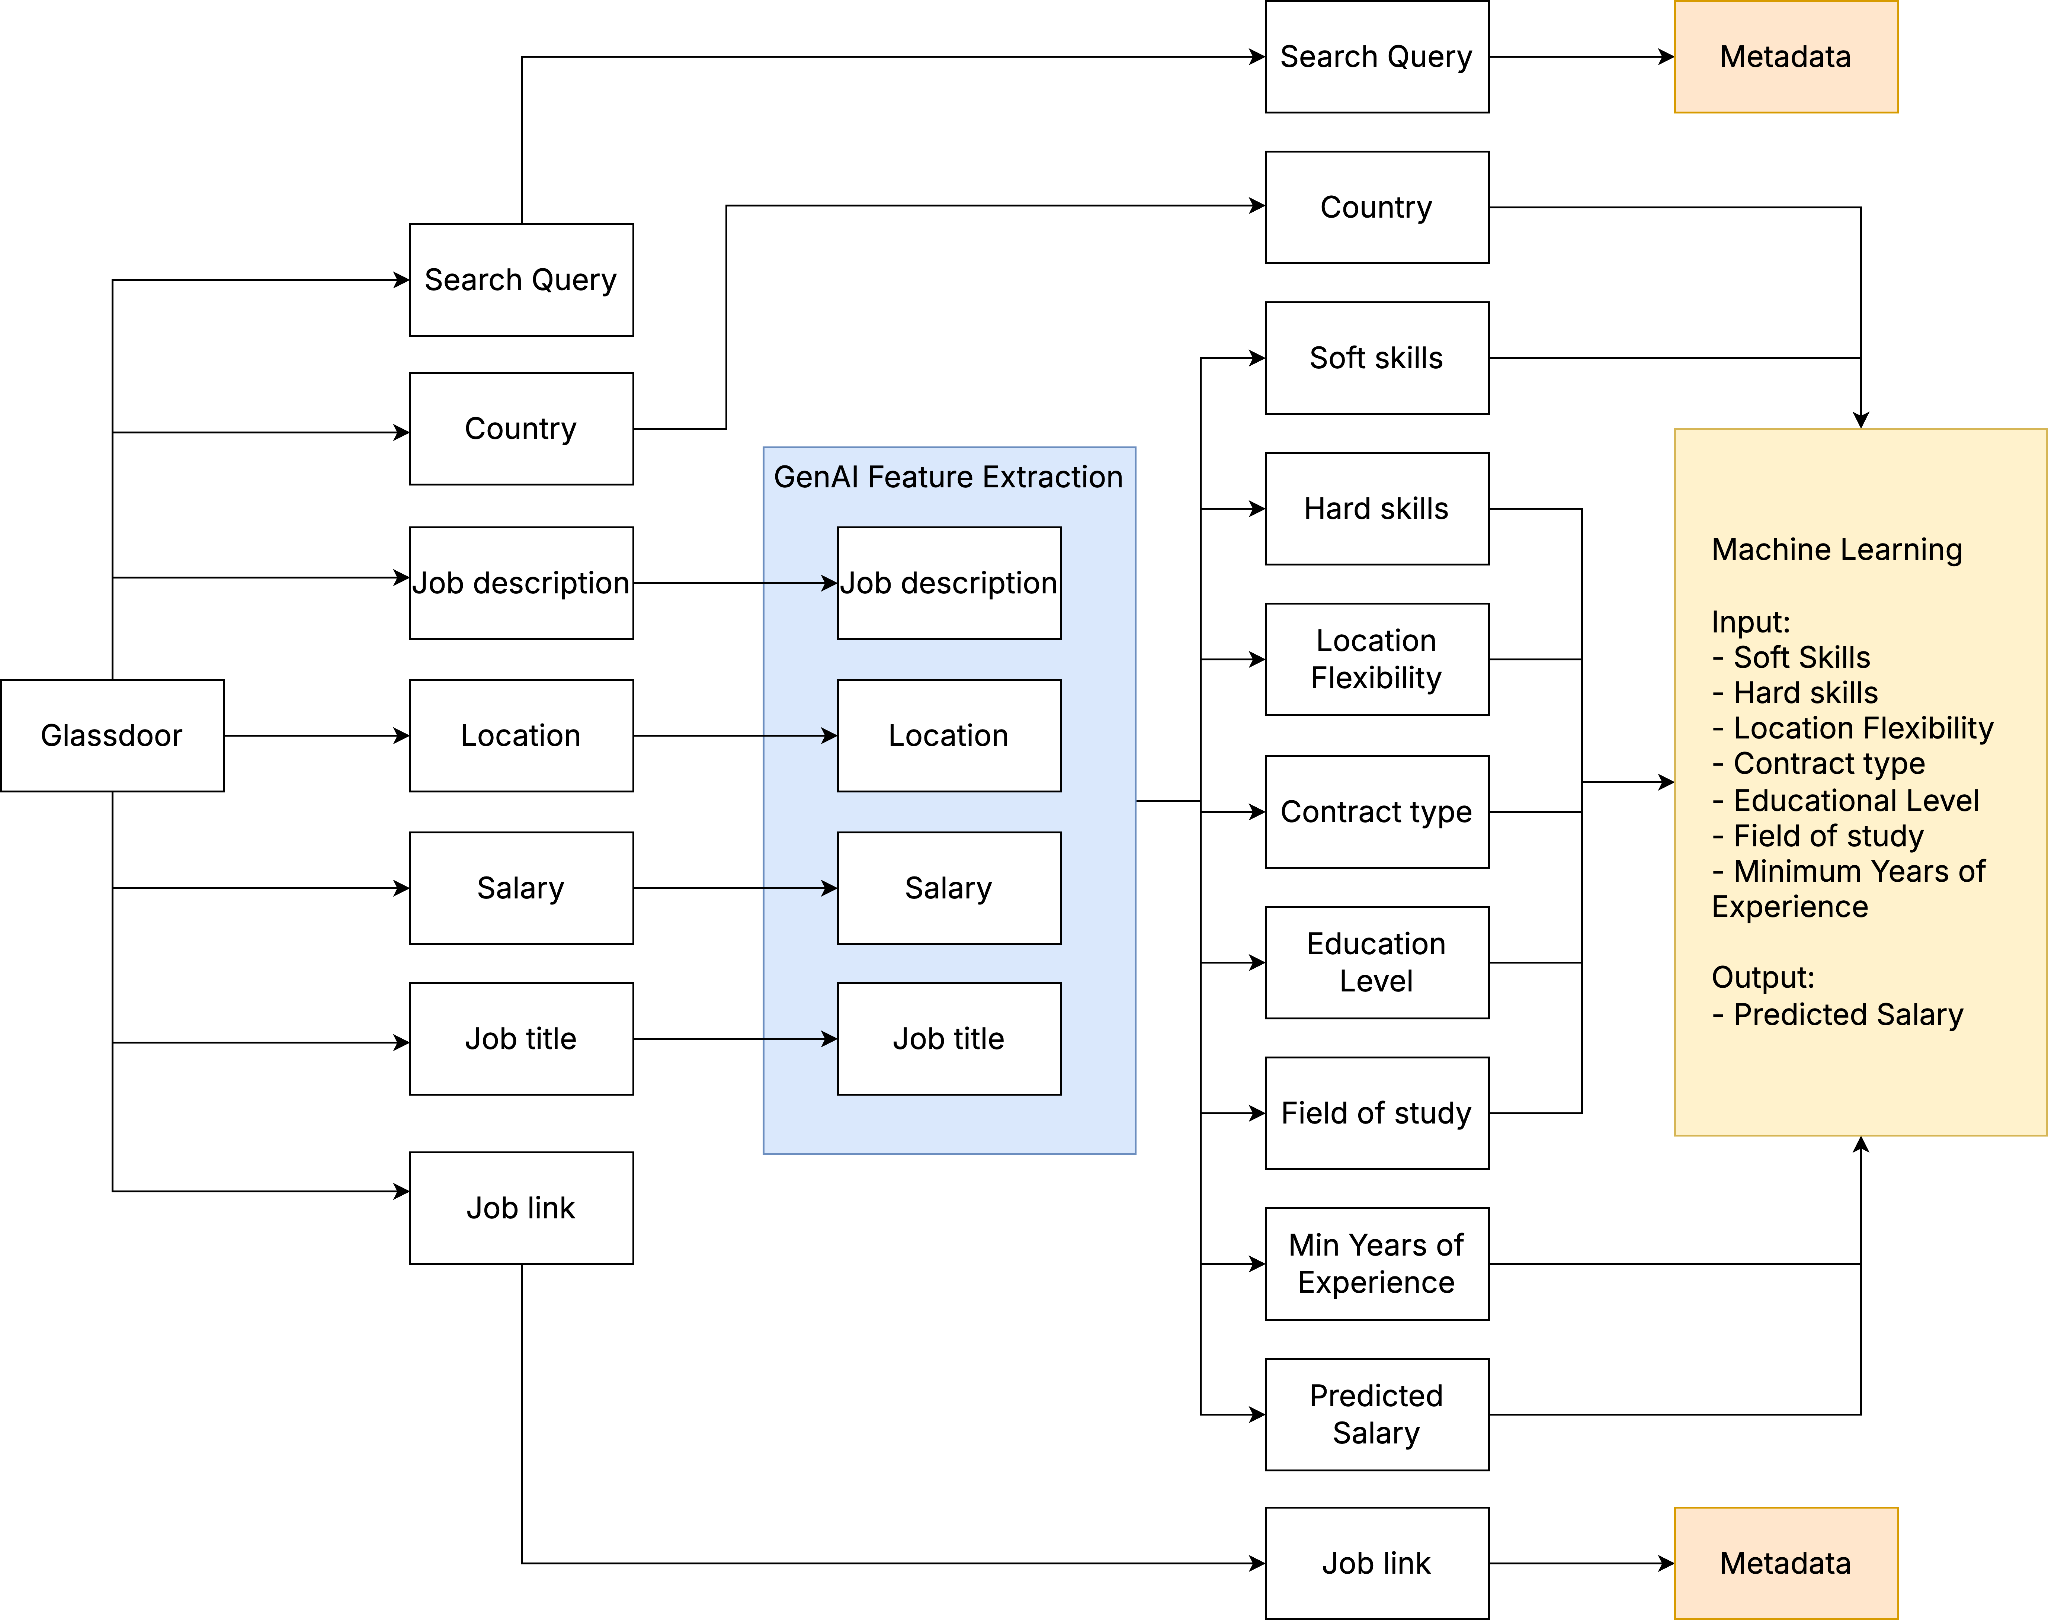 Glassdoor
Search Query
Country
Job description
Location
Salary
Job title
Job link
GenAI Feature Extraction
Job description
Location
Salary
Job title
Search Query
Country
Soft skills
Hard skills
Location
Flexibility
Contract type
Education
Level
Field of study
Min Years of
Experience
Predicted
Salary
Job link
Metadata
Machine Learning
Input:
- Soft Skills
- Hard skills
- Location Flexibility
- Contract type
- Educational Level
- Field of study
- Minimum Years of
Experience
Output:
- Predicted Salary
Metadata